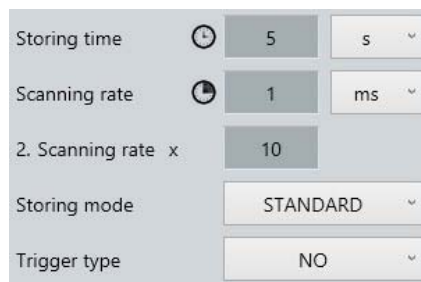 Storing time 5 s
Scanning rate 1 ms
2. Scanning rate x 10
Storing mode STANDARD
Trigger type NO